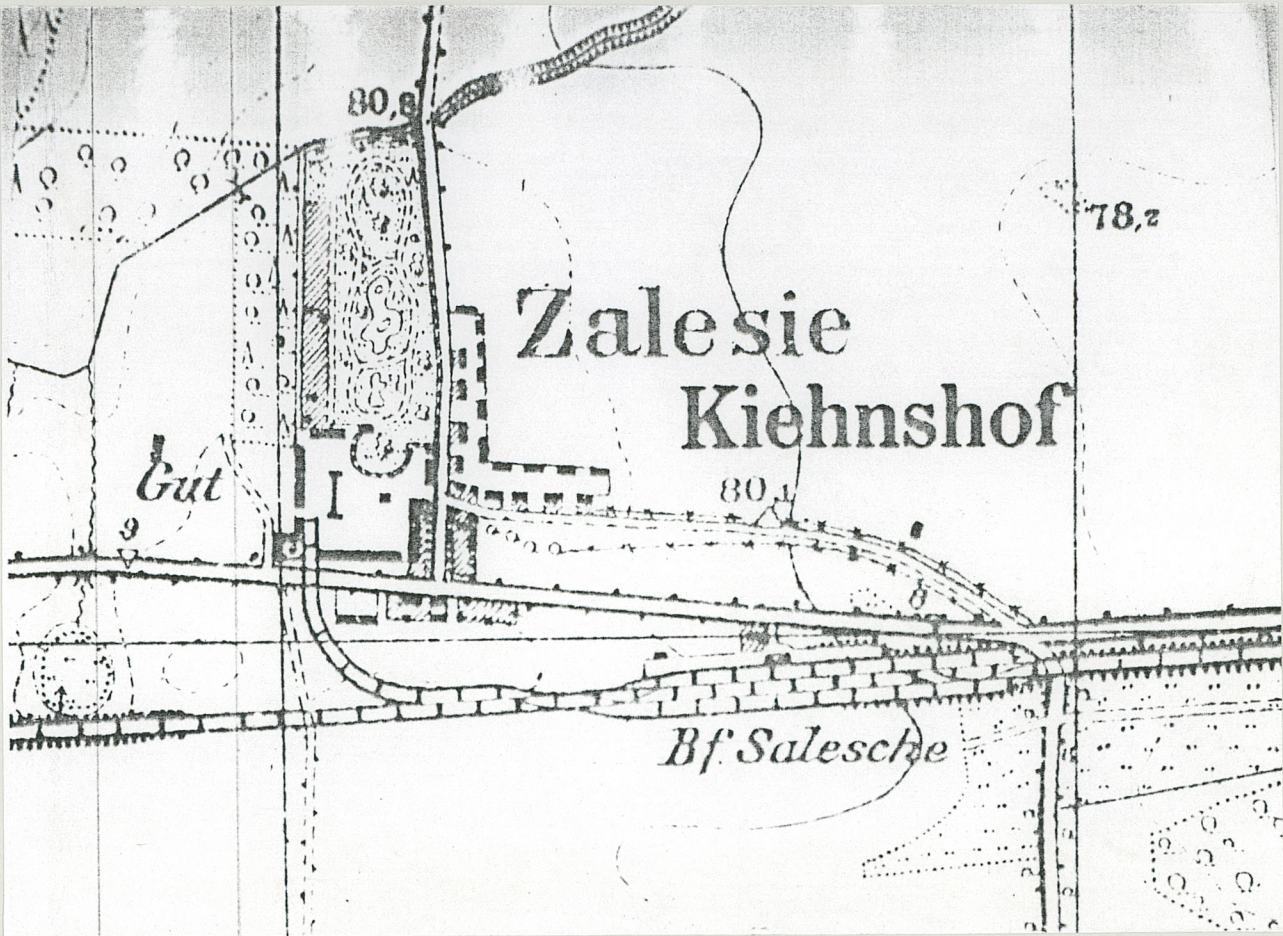 80,8
78,2
Zalesie
Kiehnshof
Gut
I
80,1
9
8
Bf Salesche